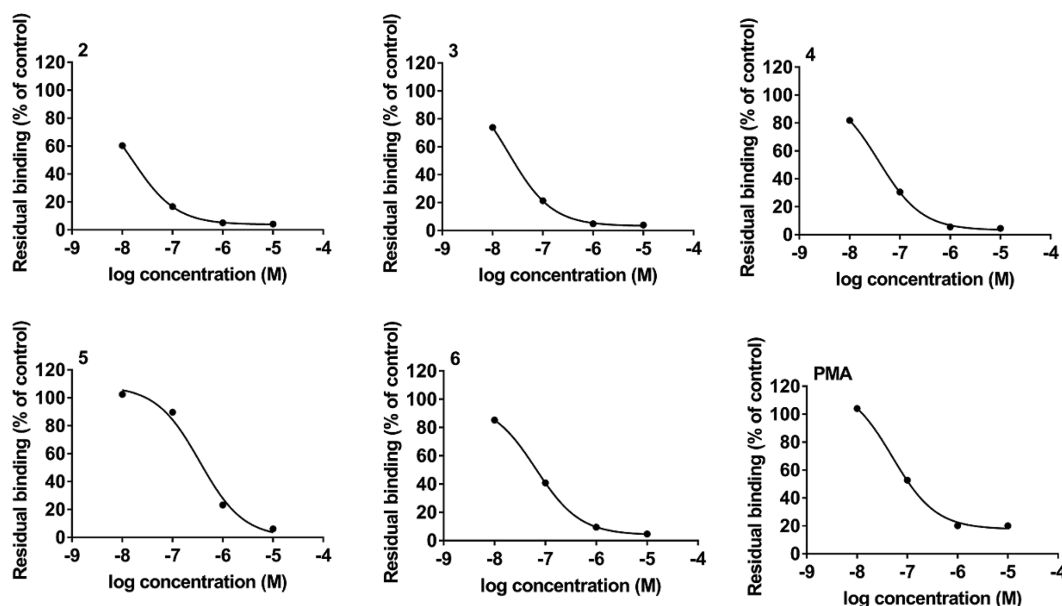 2
Residual binding (% of control)
120
100
80
60
40
20
0
-9 -8 -7 -6 -5 -4
log concentration (M)
3
Residual binding (% of control)
120
100
80
60
40
20
0
-9 -8 -7 -6 -5 -4
log concentration (M)
4
Residual binding (% of control)
120
100
80
60
40
20
0
-9 -8 -7 -6 -5 -4
log concentration (M)
5
Residual binding (% of control)
120
100
80
60
40
20
0
-9 -8 -7 -6 -5 -4
log concentration (M)
6
Residual binding (% of control)
120
100
80
60
40
20
0
-9 -8 -7 -6 -5 -4
log concentration (M)
PMA
Residual binding (% of control)
120
100
80
60
40
20
0
-9 -8 -7 -6 -5 -4
log concentration (M)